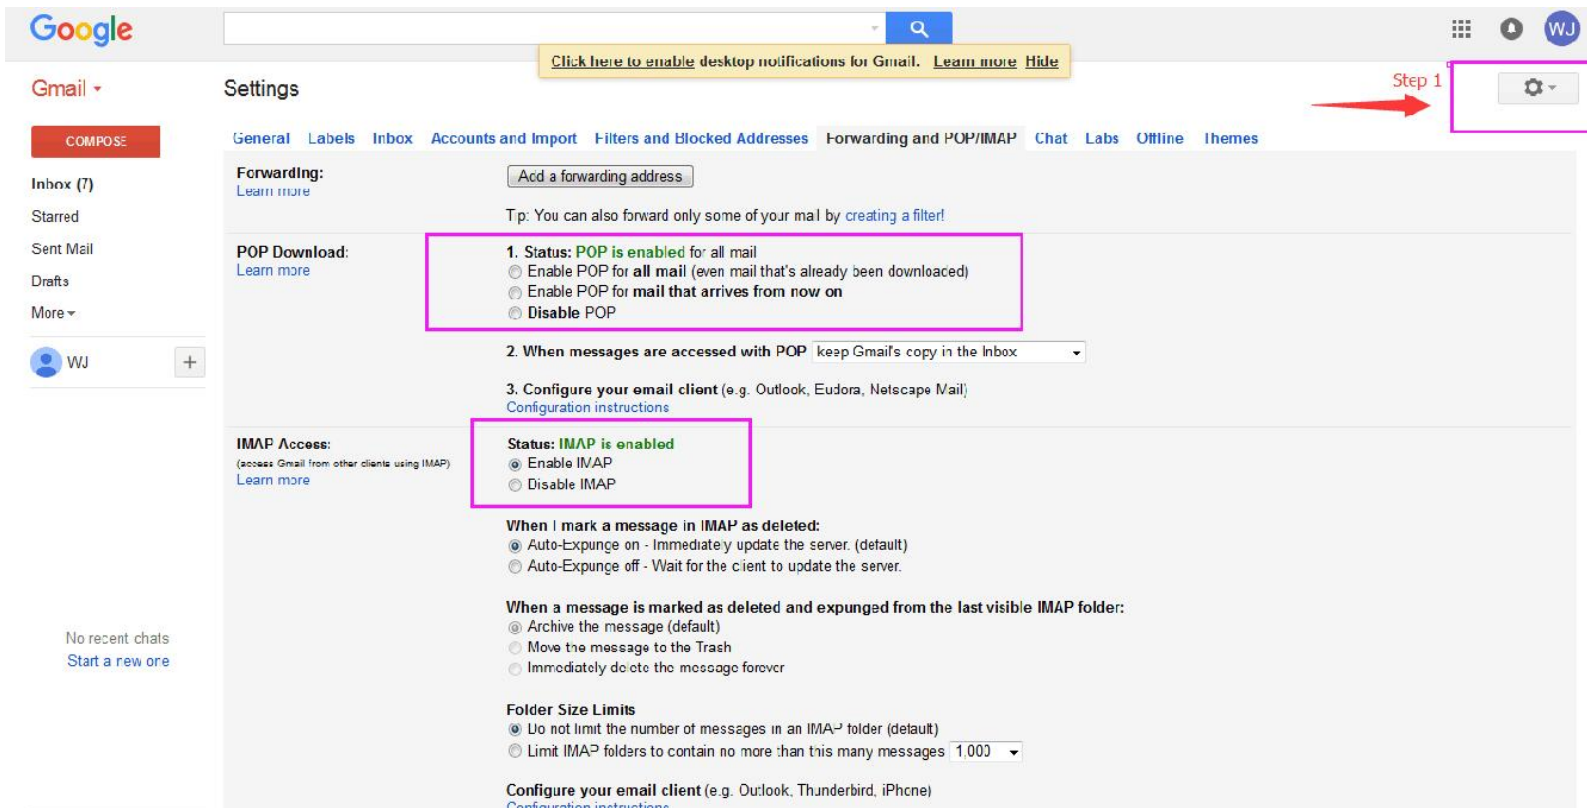 Google
WJ
Click here to enable desktop notifications for Gmail. Learn more Hide
Step 1
Gmail
Settings
COMPOSE
General Labels Inbox Accounts and Import Filters and Blocked Addresses Forwarding and POP/IMAP Chat Labs Offline Themes
Inbox (7)
Starred
Sent Mail
Drafts
More
WJ
+
No recent chats
Start a new one
Forwarding:
Learn more
Add a forwarding address
Tip: You can also forward only some of your mail by creating a filter!
POP Download:
Learn more
1. Status: POP is enabled for all mail
Enable POP for all mail (even mail that's already been downloaded)
Enable POP for mail that arrives from now on
Disable POP
2. When messages are accessed with POP keep Gmail's copy in the Inbox
3. Configure your email client (e.g. Outlook, Eudora, Netscape Mail)
Configuration instructions
IMAP Access:
(access Gmail from other clients using IMAP)
Learn more
Status: IMAP is enabled
Enable IMAP
Disable IMAP
When I mark a message in IMAP as deleted:
Auto-Expunge on - Immediately update the server. (default)
Auto-Expunge off - Wait for the client to update the server.
When a message is marked as deleted and expunged from the last visible IMAP folder:
Archive the message (default)
Move the message to the Trash
Immediately delete the message forever
Folder Size Limits
Do not limit the number of messages in an IMAP folder (default)
Limit IMAP folders to contain no more than this many messages 1,000
Configure your email client (e.g. Outlook, Thunderbird, iPhone)
Configuration instructions